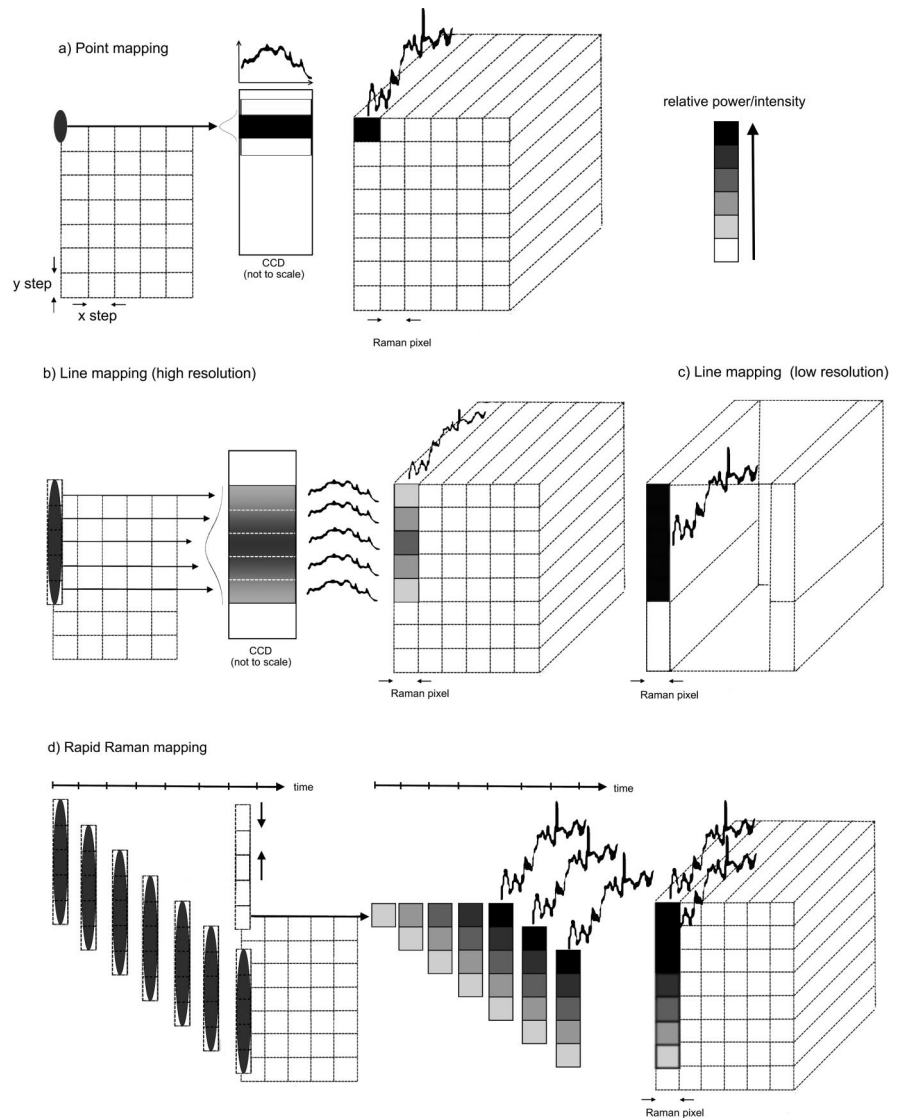 a) Point mapping
relative power/intensity
CCD
(not to scale)
y step
x step
Raman pixel
b) Line mapping (high resolution)
c) Line mapping (low resolution)
CCD
(not to scale)
Raman pixel
Raman pixel
d) Rapid Raman mapping
time
time
Raman pixel